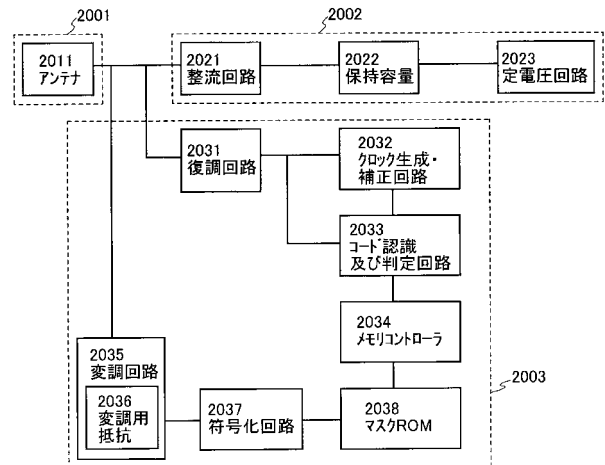 2001
2002
2011
アンテナ
2021
整流回路
2022
保持容量
2023
定電圧回路
2031
復調回路
2032
クロック生成・
補正回路
2033
コード認識
及び判定回路
2034
メモリコントローラ
2035
変調回路
2036
変調用
抵抗
2037
符号化回路
2038
マスクROM
2003